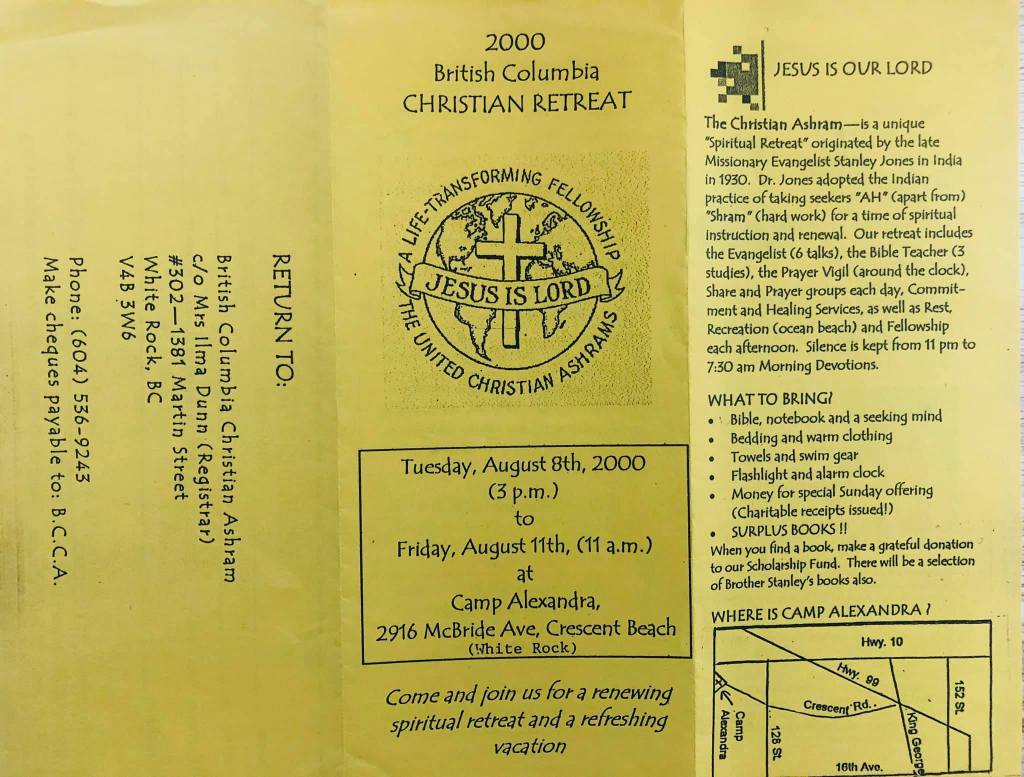 RETURN TO:
British Columbia Christian Ashram
c/o Mrs Ilma Dunn (Registrar)
#302—1381 Martin Street
White Rock, BC
V4B 3W6
Phone: (604) 536-9243
Make cheques payable to: B.C.C.A.
2000
British Columbia
CHRISTIAN RETREAT
A LIFE-TRANSFORMING FELLOWSHIP
JESUS IS LORD
THE UNITED CHRISTIAN ASHRAMS
Tuesday, August 8th, 2000
(3 p.m.)
to
Friday, August 11th, (11 a.m.)
at
Camp Alexandra,
2916 McBride Ave, Crescent Beach
(White Rock)
Come and join us for a renewing
spiritual retreat and a refreshing
vacation
JESUS IS OUR LORD
The Christian Ashram—is a unique
"Spiritual Retreat" originated by the late
Missionary Evangelist Stanley Jones in India
in 1930. Dr. Jones adopted the Indian
practice of taking seekers "AH" (apart from)
"Shram" (hard work) for a time of spiritual
instruction and renewal. Our retreat includes
the Evangelist (6 talks), the Bible Teacher (3
studies), the Prayer Vigil (around the clock),
Share and Prayer groups each day, Commit-
ment and Healing Services, as well as Rest,
Recreation (ocean beach) and Fellowship
each afternoon. Silence is kept from 11 pm to
7:30 am Morning Devotions.
WHAT TO BRING?
• Bible, notebook and a seeking mind
• Bedding and warm clothing
• Towels and swim gear
• Flashlight and alarm clock
• Money for special Sunday offering
(Charitable receipts issued!)
• SURPLUS BOOKS !!
When you find a book, make a grateful donation
to our Scholarship Fund. There will be a selection
of Brother Stanley's books also.
WHERE IS CAMP ALEXANDRA ?
Hwy. 10
Hwy. 99
152 St.
Crescent Rd.
King George
Camp
Alexandra
128 St.
16th Ave.